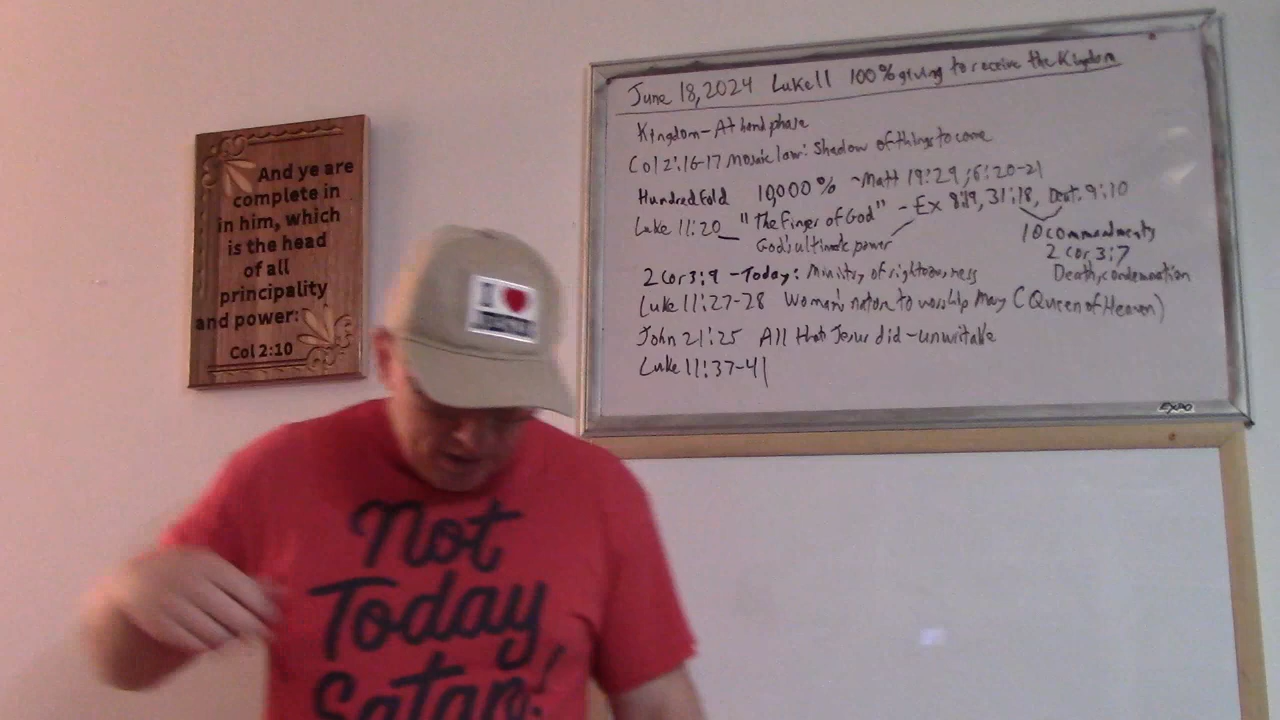 And ye are
complete in
in him, which
is the head
of all
principality
and power:
Col 2:10
I ♥
JESUS
Not
Today
Satan!
June 18, 2024 Luke 11 100% giving to receive the Kingdom
Kingdom - At hand phase
Col 2:16-17 Mosaic law: Shadow of things to come
Hundredfold 10,000% ~Matt 19:29; 6:20-21
Luke 11:20 "The Finger of God" - Ex 8:19, 31:18, Deut. 9:10
God's ultimate power
10 commandments
2 Cor 3:7
Death, condemnation
2 Cor 3:9 - Today: Ministry of righteousness
Luke 11:27-28 Woman's to worship Mary (Queen of Heaven)
John 21:25 All that Jesus did - unwritable
Luke 11:37-41
EXPO